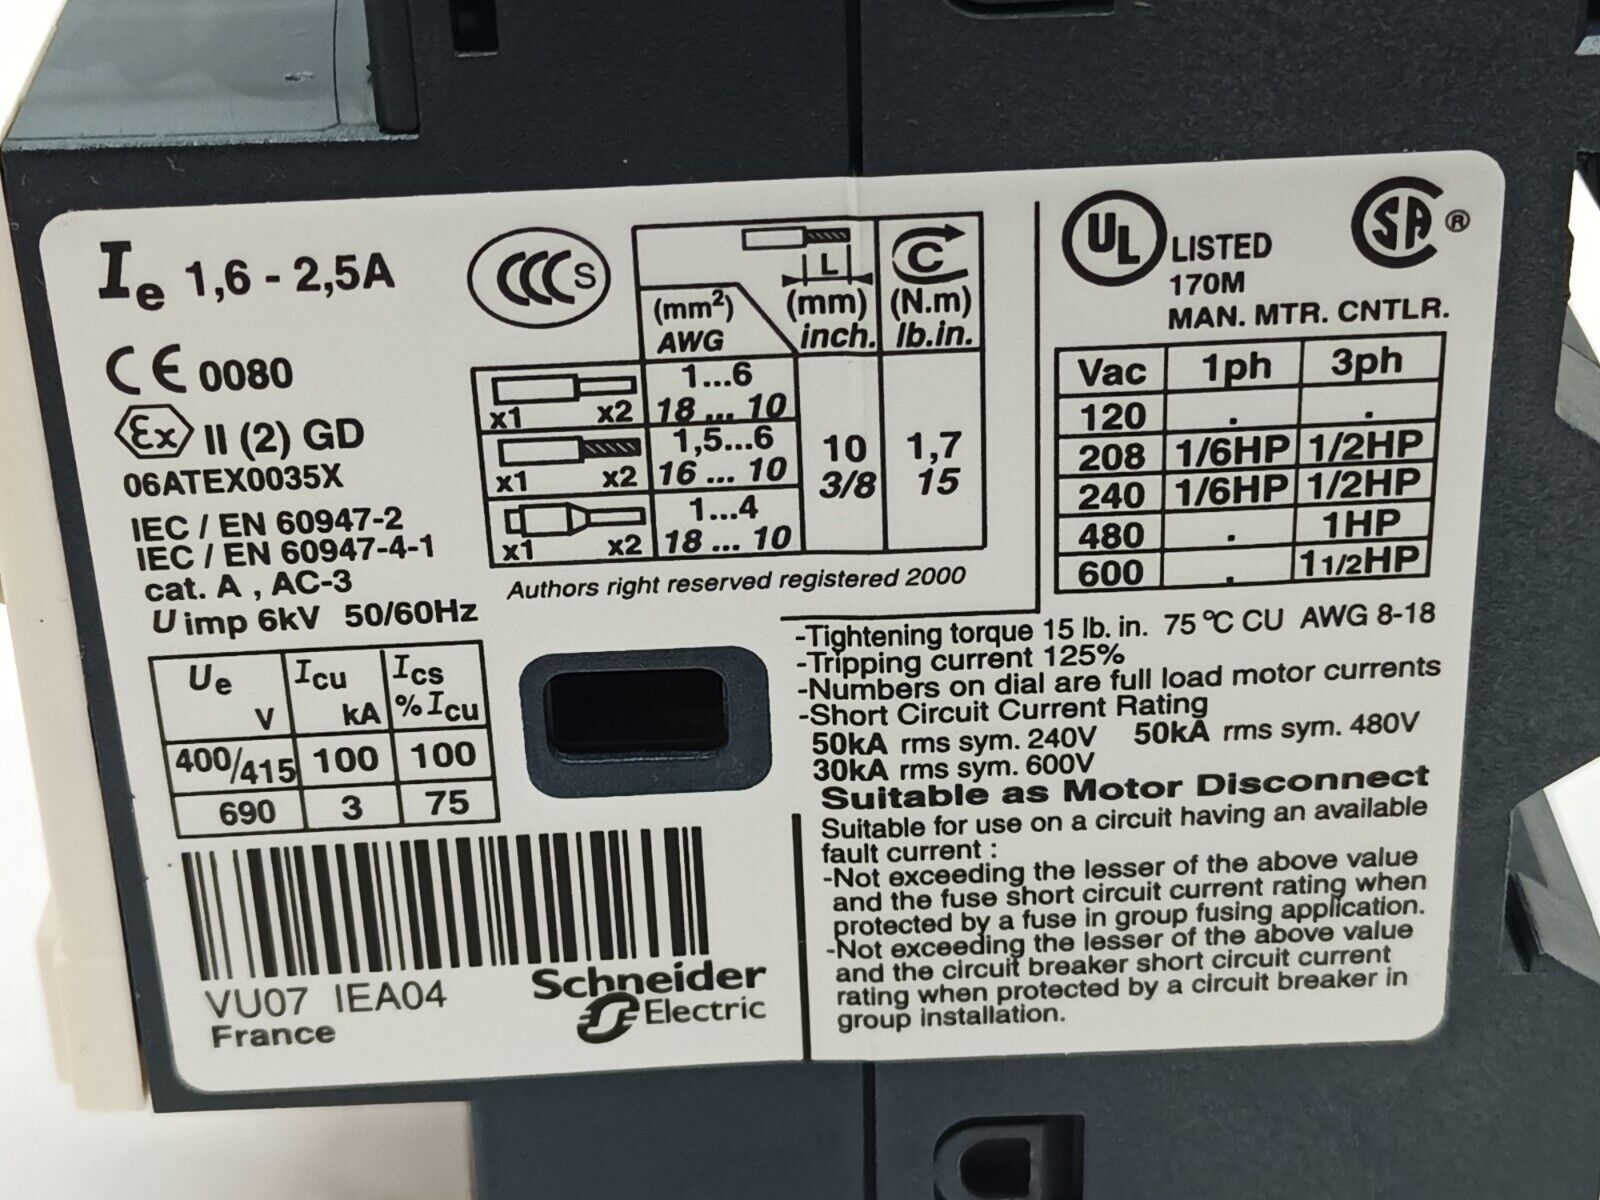 Ie 1,6 - 2,5A
CE 0080
Ex II (2) GD
06ATEX0035X
IEC / EN 60947-2
IEC / EN 60947-4-1
cat. A , AC-3
U imp 6kV 50/60Hz
CCC S
L
C
(mm²) (mm) (N.m)
AWG inch. lb.in.
x1 x2 1...6
18 ... 10
x1 x2 1,5...6 10 1,7
16 ... 10 3/8 15
x1 x2 1...4
18 ... 10
Authors right reserved registered 2000
UL LISTED
170M
MAN. MTR. CNTLR.
SA ®
Vac 1ph 3ph
120 . .
208 1/6HP 1/2HP
240 1/6HP 1/2HP
480 . 1HP
600 . 1 1/2HP
Ue V Icu kA Ics % Icu
400/415 100 100
690 3 75
-Tightening torque 15 lb. in. 75 °C CU AWG 8-18
-Tripping current 125%
-Numbers on dial are full load motor currents
-Short Circuit Current Rating
50kA rms sym. 240V 50kA rms sym. 480V
30kA rms sym. 600V
Suitable as Motor Disconnect
Suitable for use on a circuit having an available
fault current :
-Not exceeding the lesser of the above value
and the fuse short circuit current rating when
protected by a fuse in group fusing application.
-Not exceeding the lesser of the above value
and the circuit breaker short circuit current
rating when protected by a circuit breaker in
group installation.
VU07 IEA04
France
Schneider
Electric